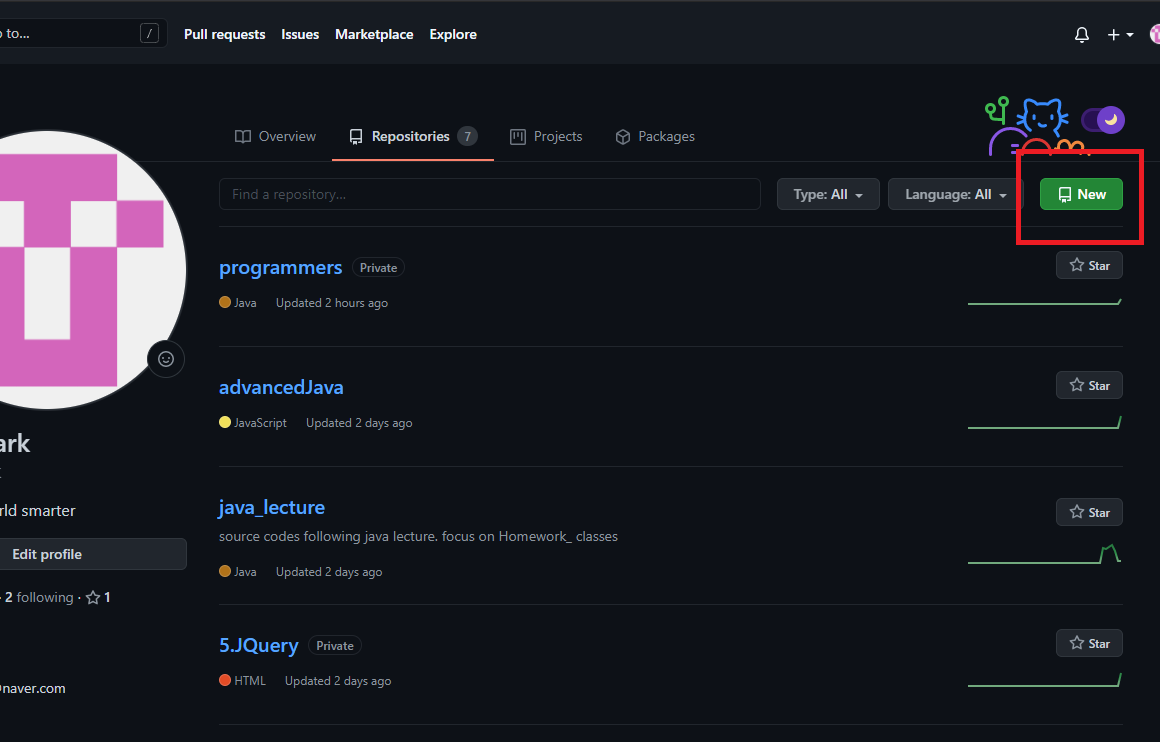 to...
/
Pull requests Issues Marketplace Explore
Overview Repositories 7 Projects Packages
Find a repository...
Type: All
Language: All
New
programmers Private
Star
Java Updated 2 hours ago
advancedJava
Star
JavaScript Updated 2 days ago
java_lecture
Star
source codes following java lecture. focus on Homework_ classes
Java Updated 2 days ago
5.JQuery Private
Star
HTML Updated 2 days ago
ark
rld smarter
Edit profile
· 2 following · 1
naver.com